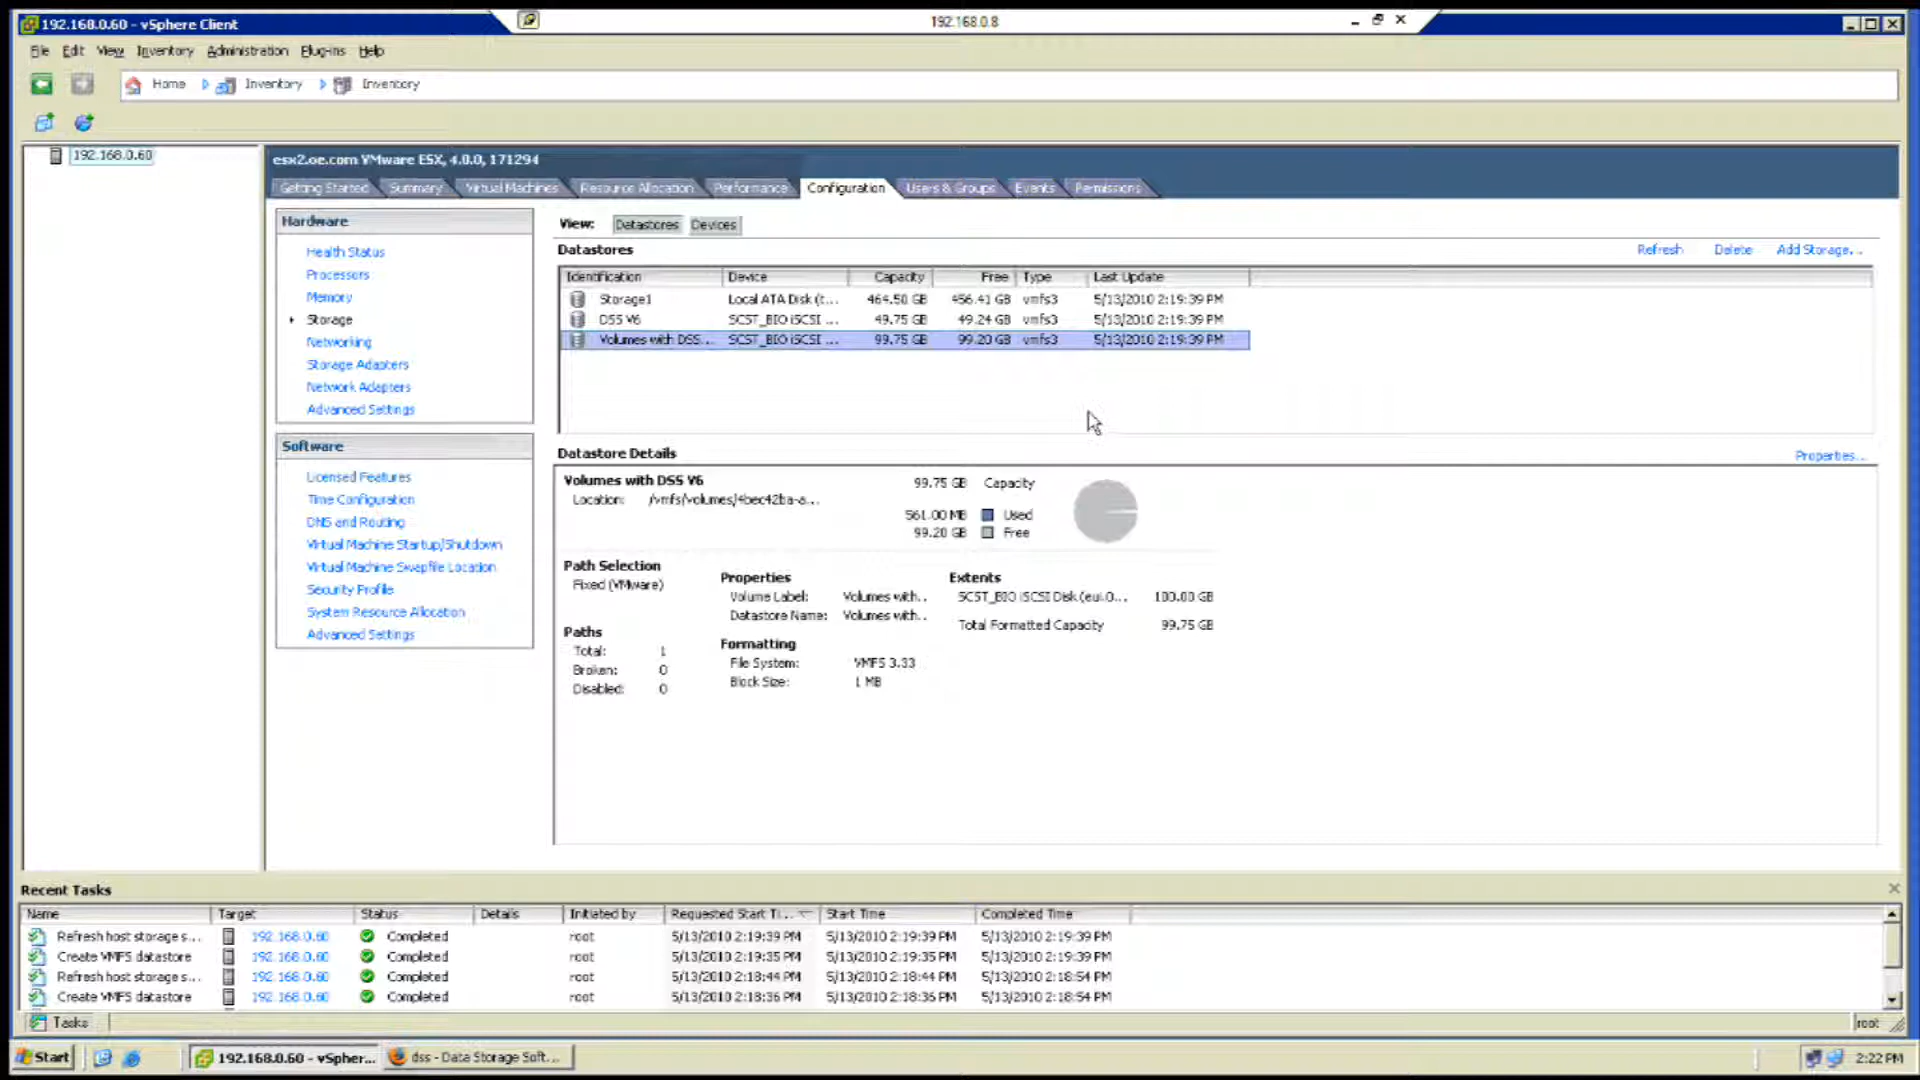 192.168.0.60 - vSphere Client
192.168.0.8
File Edit View Inventory Administration Plug-ins Help
Home Inventory Inventory
192.168.0.60
esx2.oe.com VMware ESX, 4.0.0, 171294
Getting Started Summary Virtual Machines Resource Allocation Performance Configuration Users & Groups Events Permissions
Hardware
Health Status
Processors
Memory
Storage
Networking
Storage Adapters
Network Adapters
Advanced Settings
Software
Licensed Features
Time Configuration
DNS and Routing
Virtual Machine Startup/Shutdown
Virtual Machine Swapfile Location
Security Profile
System Resource Allocation
Advanced Settings
View: Datastores Devices
Datastores Refresh Delete Add Storage...
Identification Device Capacity Free Type Last Update
Storage1 Local ATA Disk (t... 464.50 GB 456.41 GB vmfs3 5/13/2010 2:19:39 PM
DSS V6 SCST_BIO iSCSI ... 49.75 GB 49.24 GB vmfs3 5/13/2010 2:19:39 PM
Volumes with DSS... SCST_BIO iSCSI ... 99.75 GB 99.20 GB vmfs3 5/13/2010 2:19:39 PM
Datastore Details Properties...
Volumes with DSS V6 99.75 GB Capacity
Location: /vmfs/volumes/4bec42ba-a...
561.00 MB Used
99.20 GB Free
Path Selection
Fixed (VMware)
Paths
Total: 1
Broken: 0
Disabled: 0
Properties
Volume Label: Volumes with..
Datastore Name: Volumes with..
Formatting
File System: VMFS 3.33
Block Size: 1 MB
Extents
SCST_BIO iSCSI Disk (eui.0... 100.00 GB
Total Formatted Capacity 99.75 GB
Recent Tasks
Name Target Status Details Initiated by Requested Start Ti... Start Time Completed Time
Refresh host storage s... 192.168.0.60 Completed root 5/13/2010 2:19:39 PM 5/13/2010 2:19:39 PM 5/13/2010 2:19:39 PM
Create VMFS datastore 192.168.0.60 Completed root 5/13/2010 2:19:35 PM 5/13/2010 2:19:35 PM 5/13/2010 2:19:39 PM
Refresh host storage s... 192.168.0.60 Completed root 5/13/2010 2:18:44 PM 5/13/2010 2:18:44 PM 5/13/2010 2:18:54 PM
Create VMFS datastore 192.168.0.60 Completed root 5/13/2010 2:18:36 PM 5/13/2010 2:18:36 PM 5/13/2010 2:18:54 PM
Tasks root
Start 192.168.0.60 - vSpher... dss - Data Storage Soft... 2:22 PM